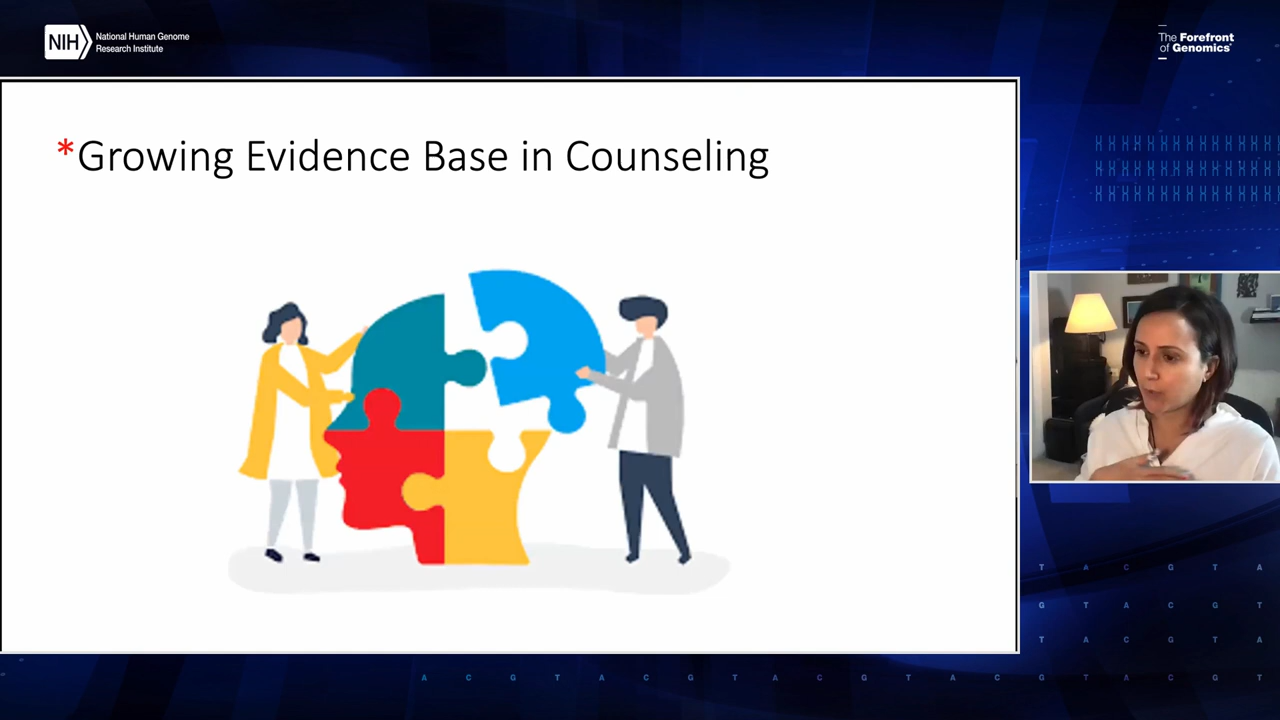 NIH
National Human Genome
Research Institute
The Forefront
of Genomics®
*Growing Evidence Base in Counseling
T A C G T A
G T A C G T
T A C G T A
A C G T A C G T A C G T A C G T A C G T